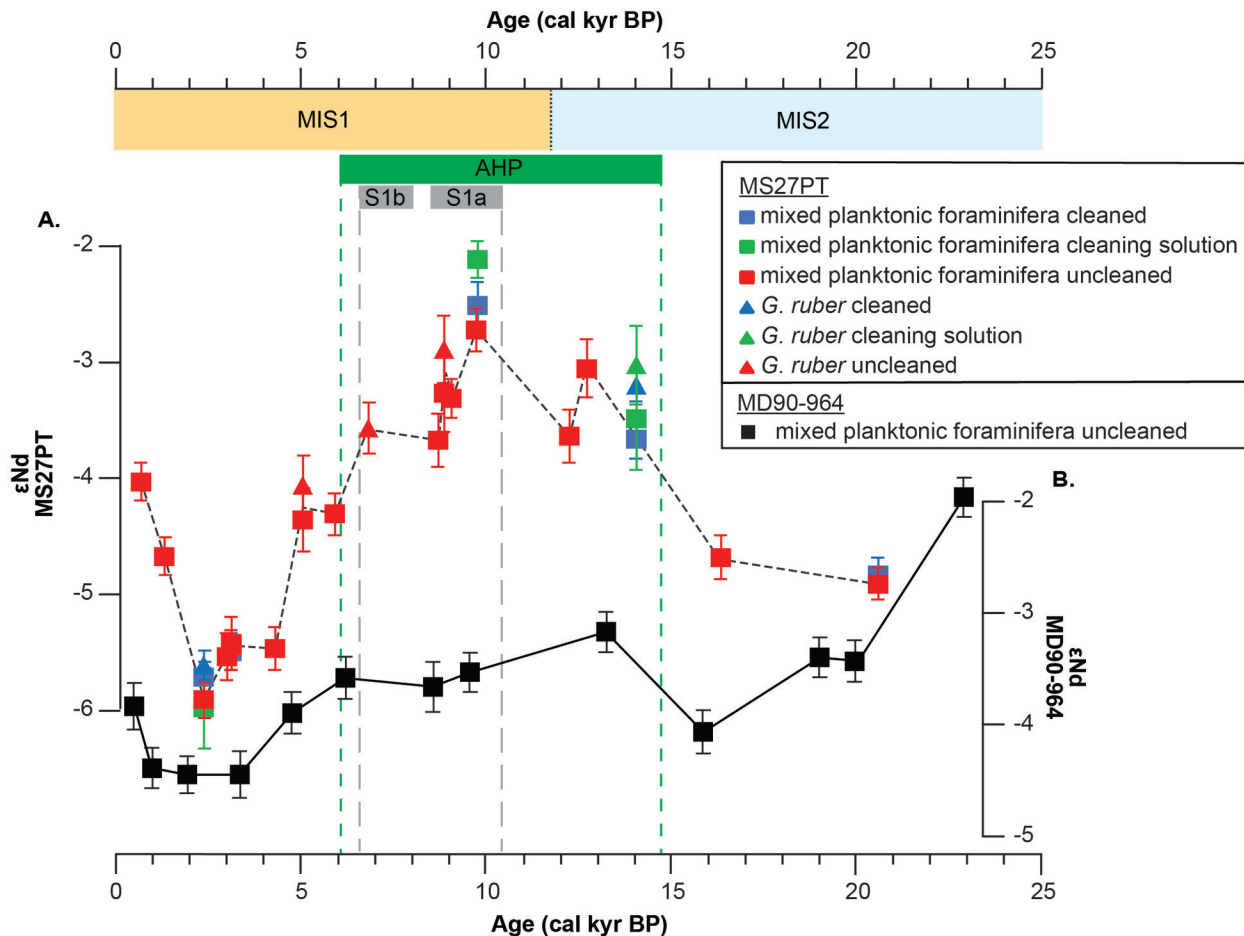 Age (cal kyr BP)
0 5 10 15 20 25
MIS1 MIS2
AHP
S1b S1a
A.
-2
-3
-4
-5
-6
εNd
MS27PT
MS27PT
mixed planktonic foraminifera cleaned
mixed planktonic foraminifera cleaning solution
mixed planktonic foraminifera uncleaned
G. ruber cleaned
G. ruber cleaning solution
G. ruber uncleaned
MD90-964
mixed planktonic foraminifera uncleaned
B.
-2
-3
-4
-5
εNd
MD90-964
0 5 10 15 20 25
Age (cal kyr BP)